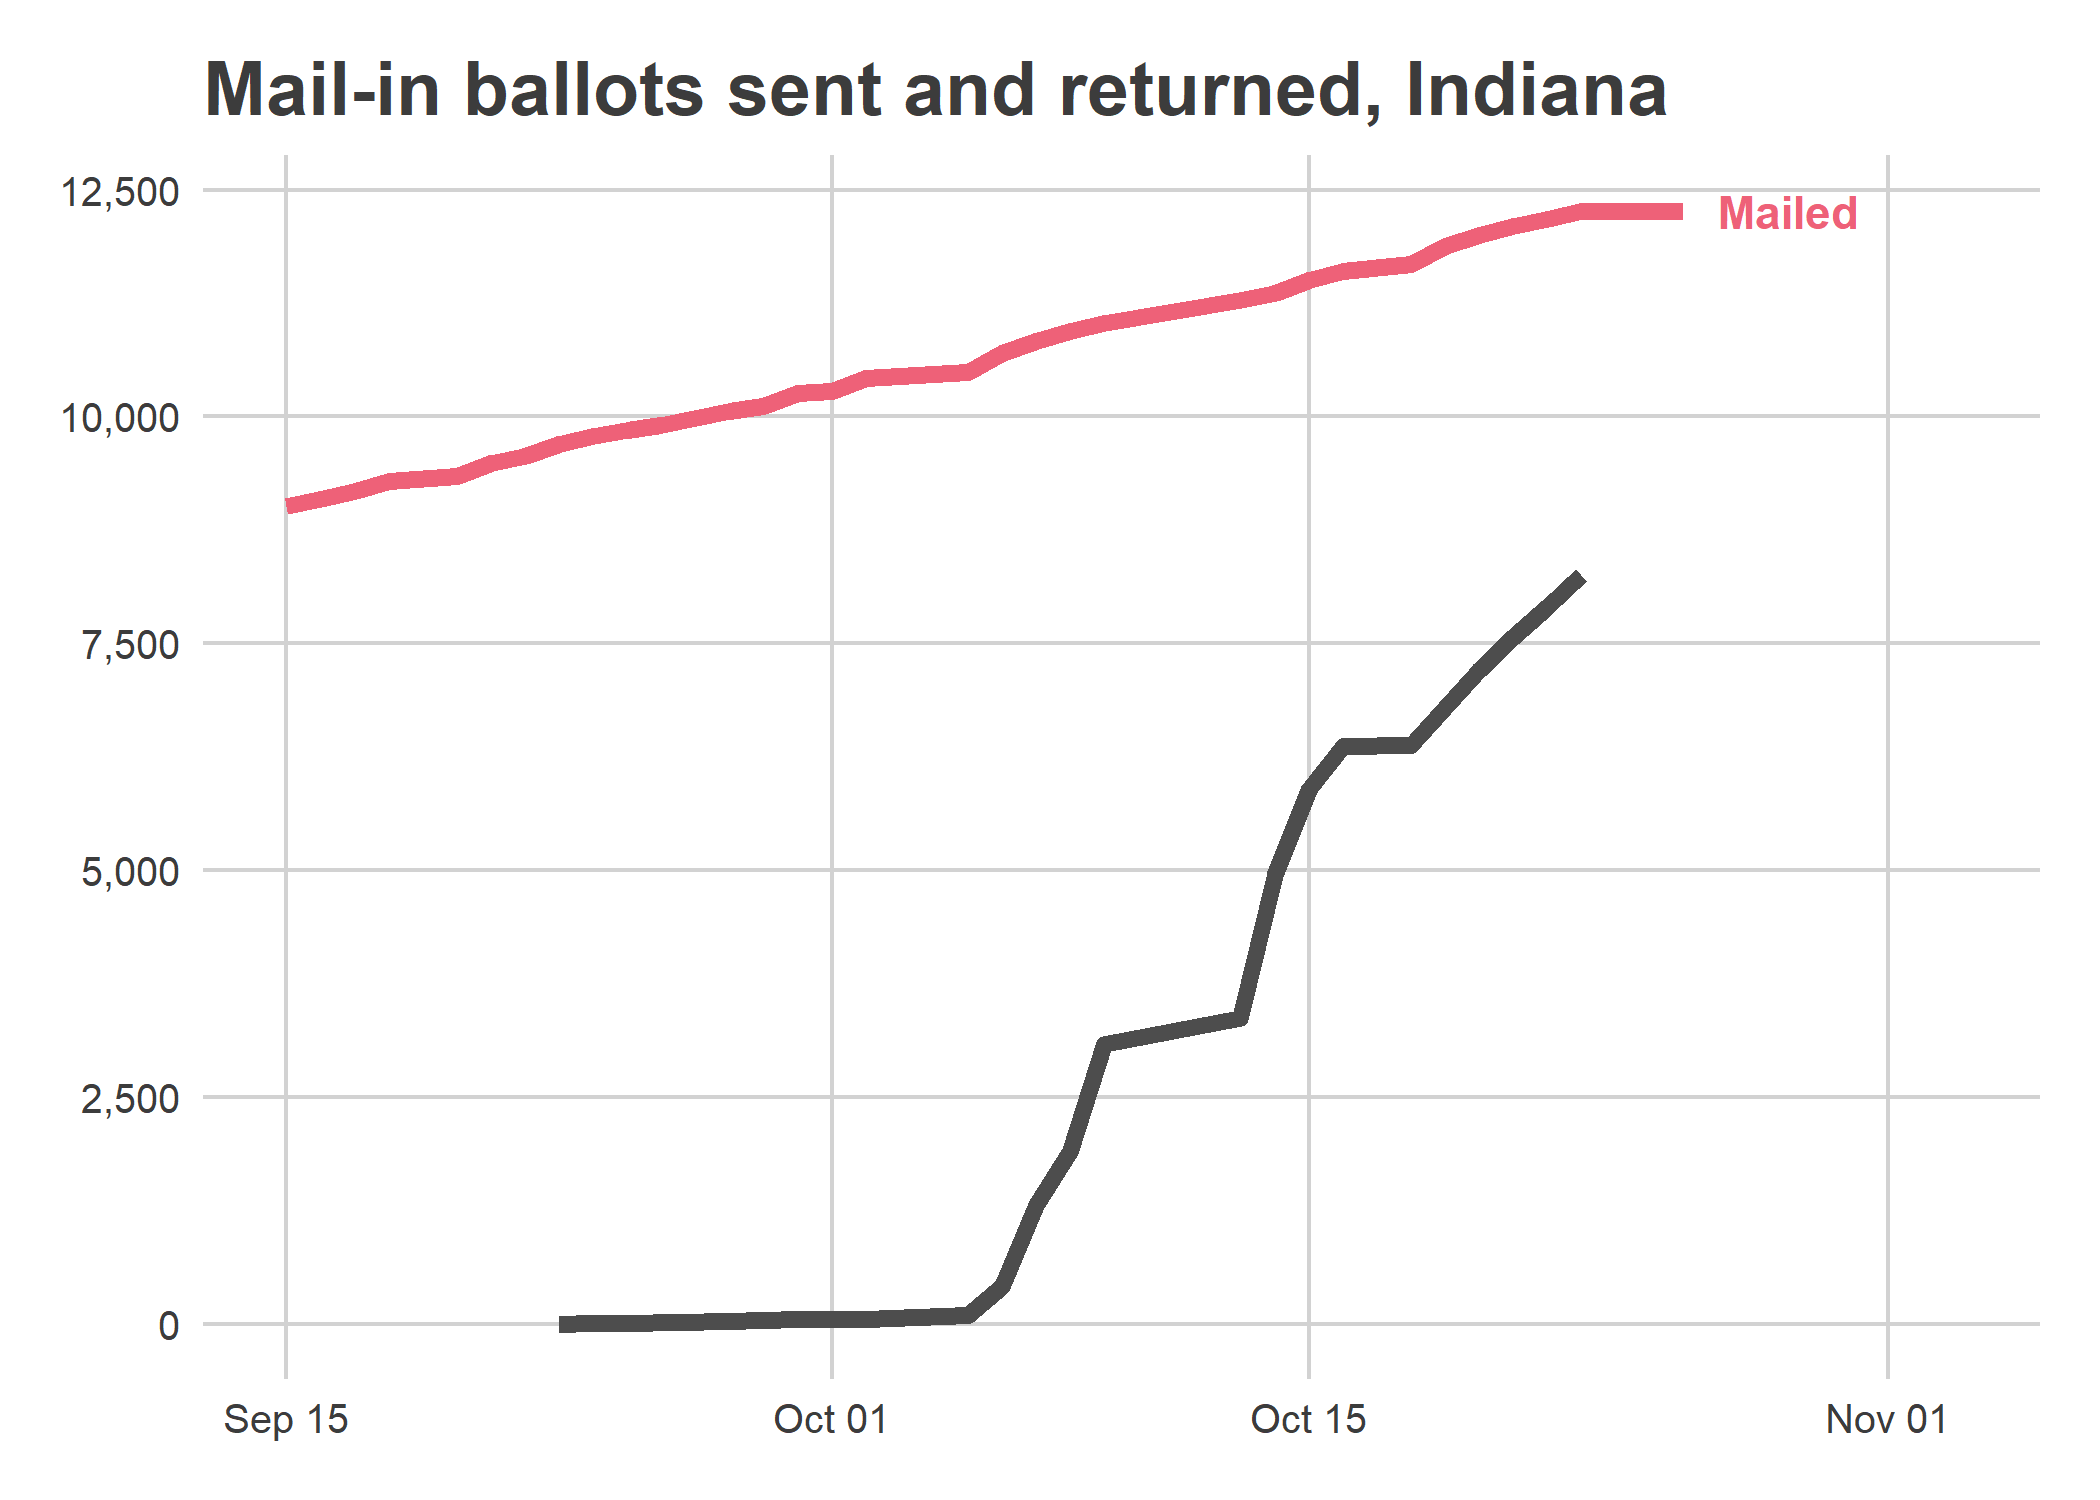 Mail-in ballots sent and returned, Indiana
12,500
Mailed
10,000
7,500
5,000
2,500
0
Sep 15 Oct 01 Oct 15 Nov 01